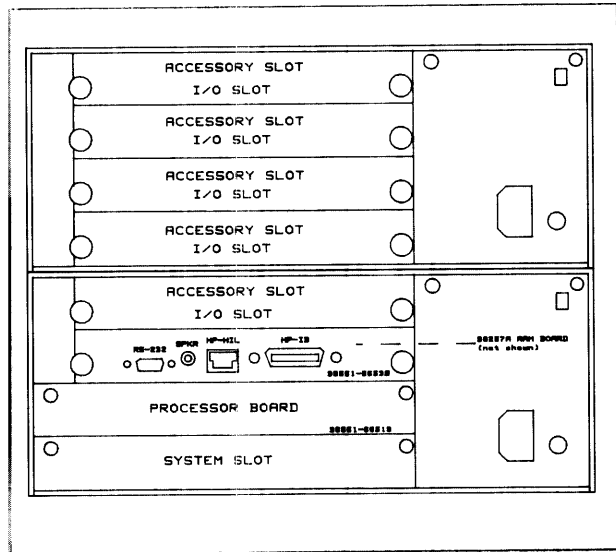 ACCESSORY SLOT
I/O SLOT
ACCESSORY SLOT
I/O SLOT
ACCESSORY SLOT
I/O SLOT
ACCESSORY SLOT
I/O SLOT
ACCESSORY SLOT
I/O SLOT
RS-232 SPKR HP-HIL HP-IB
RAM BOARD
(not shown)
PROCESSOR BOARD
SYSTEM SLOT